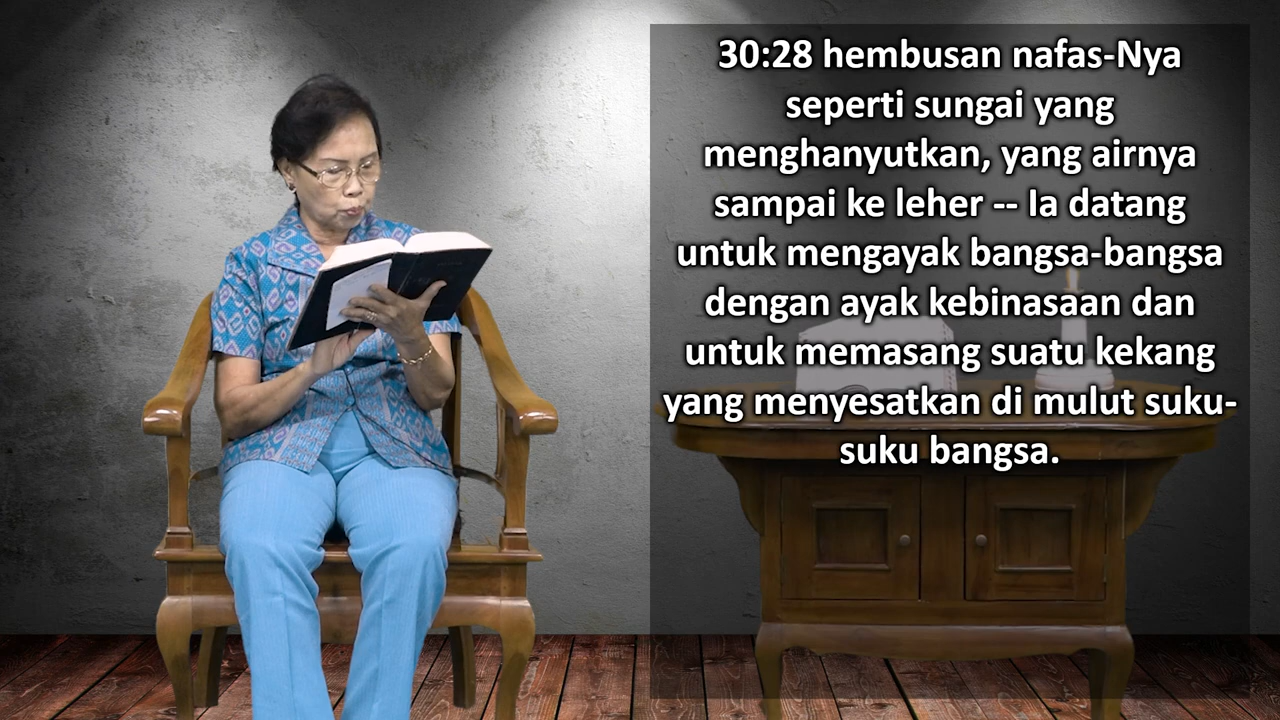 30:28 hembusan nafas-Nya
seperti sungai yang
menghanyutkan, yang airnya
sampai ke leher -- Ia datang
untuk mengayak bangsa-bangsa
dengan ayak kebinasaan dan
untuk memasang suatu kekang
yang menyesatkan di mulut suku-
suku bangsa.